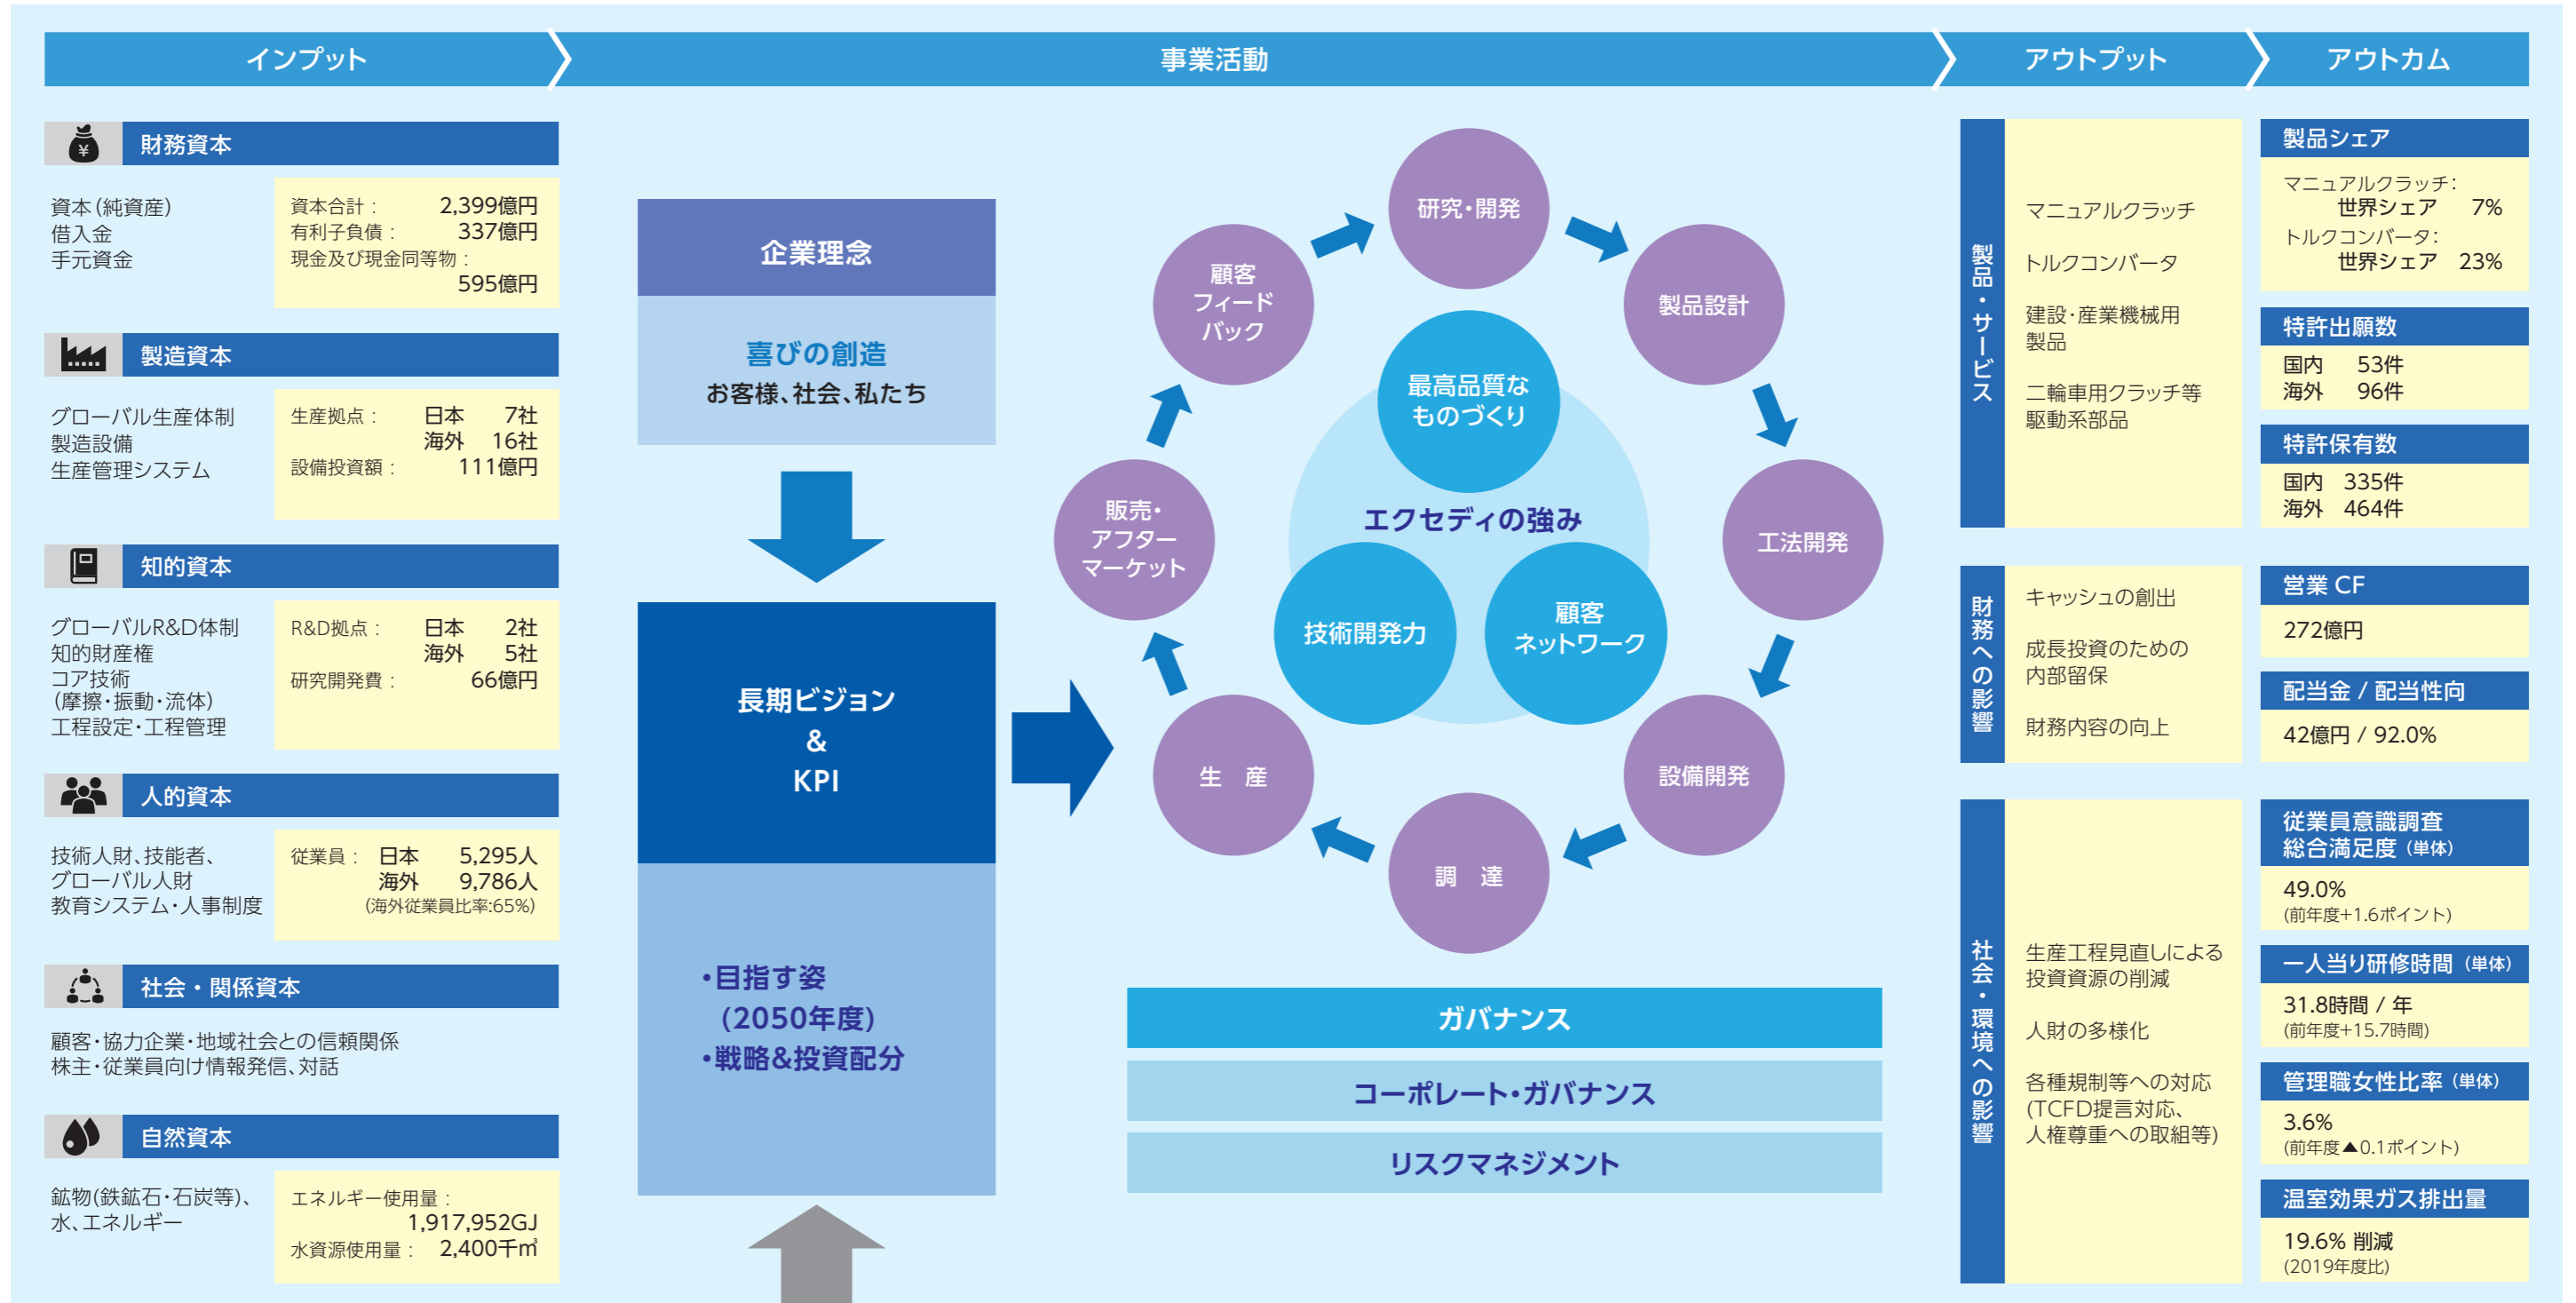 インプット
事業活動
アウトプット
アウトカム
財務資本
資本(純資産)
借入金
手元資金
資本合計： 2,399億円
有利子負債： 337億円
現金及び現金同等物：
595億円
製造資本
グローバル生産体制
製造設備
生産管理システム
生産拠点： 日本 7社
海外 16社
設備投資額： 111億円
知的資本
グローバルR&D体制
知的財産権
コア技術
(摩擦・振動・流体)
工程設定・工程管理
R&D拠点： 日本 2社
海外 5社
研究開発費： 66億円
人的資本
技術人財、技能者、
グローバル人財
教育システム・人事制度
従業員： 日本 5,295人
海外 9,786人
(海外従業員比率:65%)
社会・関係資本
顧客・協力企業・地域社会との信頼関係
株主・従業員向け情報発信、対話
自然資本
鉱物(鉄鉱石・石炭等)、
水、エネルギー
エネルギー使用量：
1,917,952GJ
水資源使用量： 2,400千㎥
企業理念
喜びの創造
お客様、社会、私たち
長期ビジョン
&
KPI
・目指す姿
(2050年度)
・戦略&投資配分
研究・開発
製品設計
工法開発
設備開発
調 達
生 産
販売・
アフター
マーケット
顧客
フィード
バック
最高品質な
ものづくり
エクセディの強み
技術開発力
顧客
ネットワーク
ガバナンス
コーポレート・ガバナンス
リスクマネジメント
製品・サービス
マニュアルクラッチ
トルクコンバータ
建設・産業機械用
製品
二輪車用クラッチ等
駆動系部品
財務への影響
キャッシュの創出
成長投資のための
内部留保
財務内容の向上
社会・環境への影響
生産工程見直しによる
投資資源の削減
人財の多様化
各種規制等への対応
(TCFD提言対応、
人権尊重への取組等)
製品シェア
マニュアルクラッチ：
世界シェア 7%
トルクコンバータ：
世界シェア 23%
特許出願数
国内 53件
海外 96件
特許保有数
国内 335件
海外 464件
営業 CF
272億円
配当金 / 配当性向
42億円 / 92.0%
従業員意識調査
総合満足度（単体）
49.0%
(前年度+1.6ポイント)
一人当り研修時間（単体）
31.8時間 / 年
(前年度+15.7時間)
管理職女性比率（単体）
3.6%
(前年度▲0.1ポイント)
温室効果ガス排出量
19.6% 削減
(2019年度比)